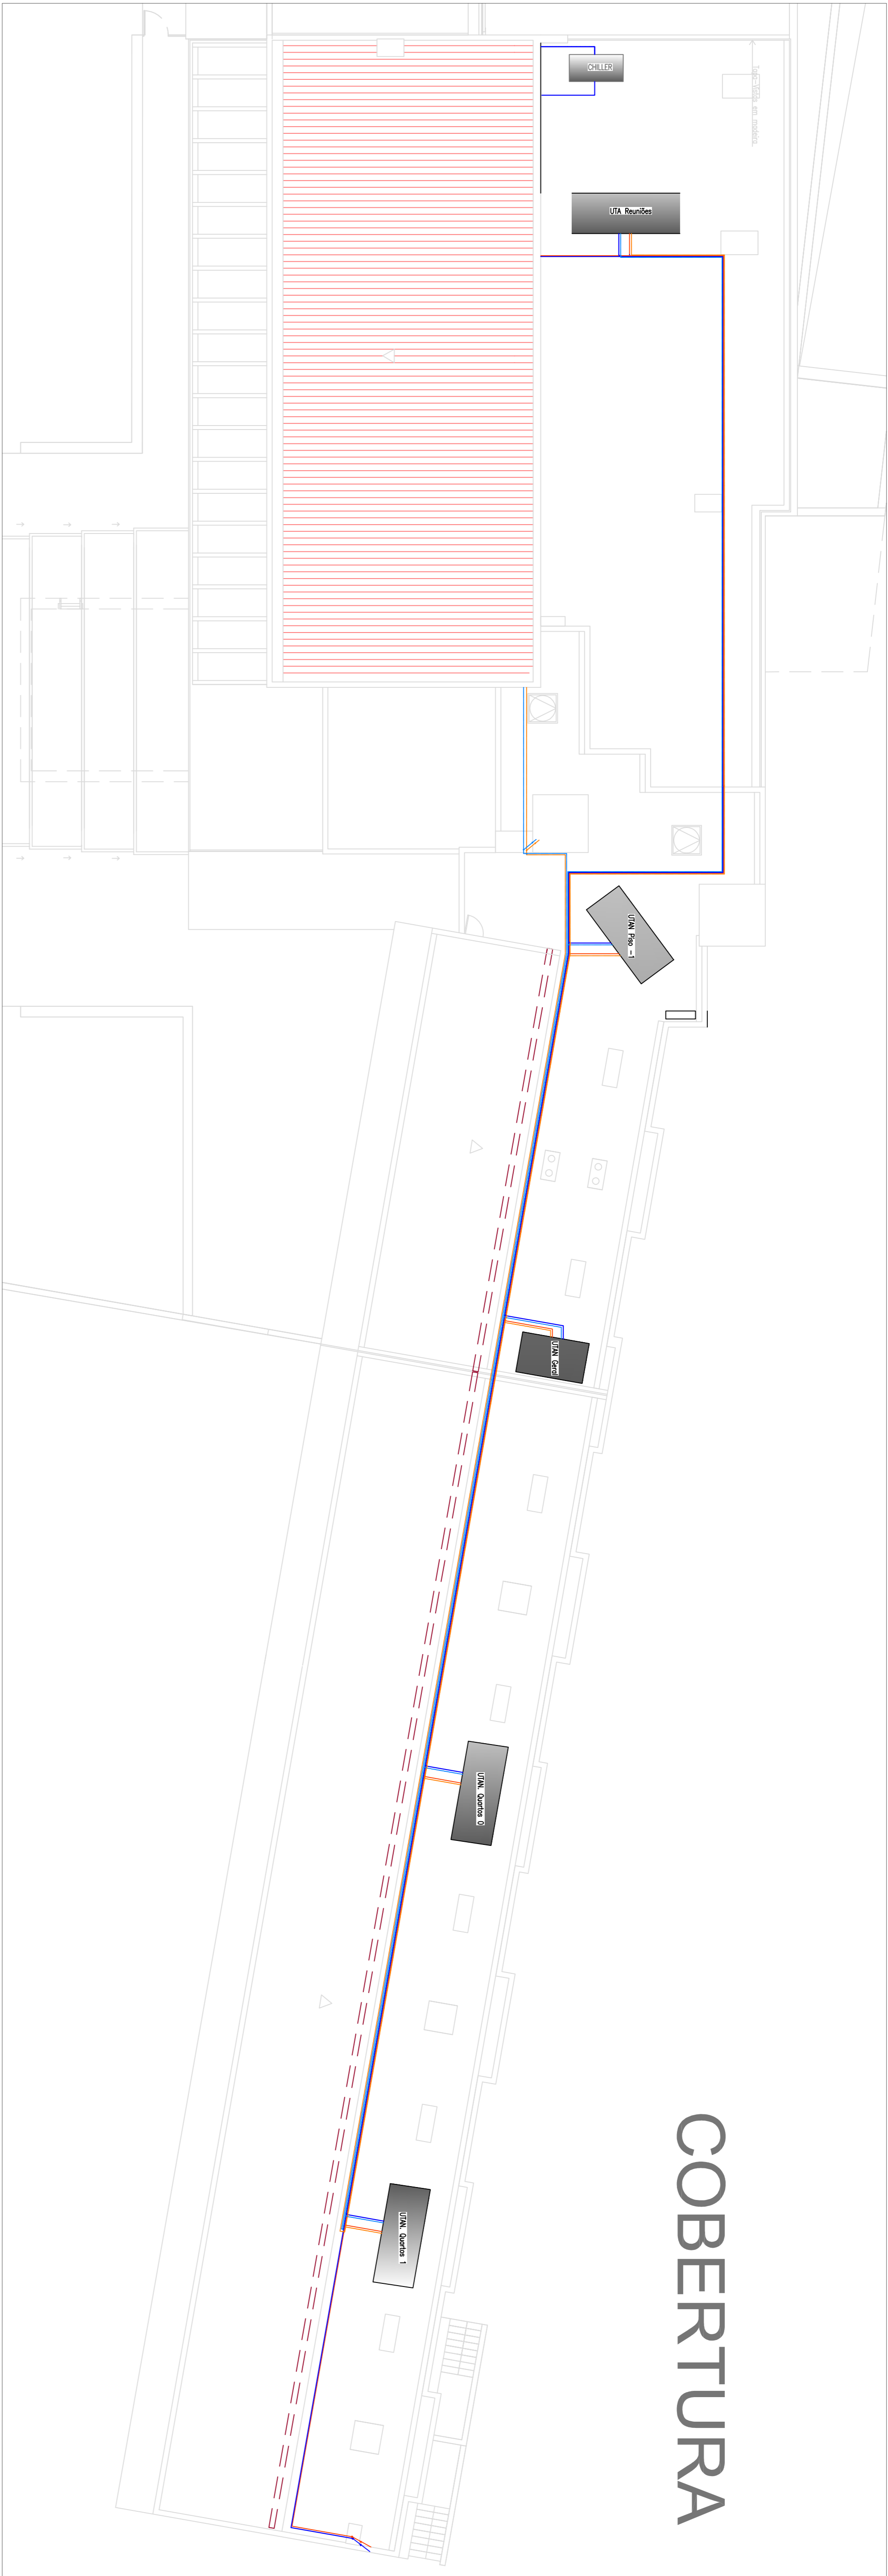 CHILLER
UTA Reuniões
UTAN Piso -1
UTAN Geral
UTAN. Quartos 0
UTAN. Quartos 1
COBERTURA